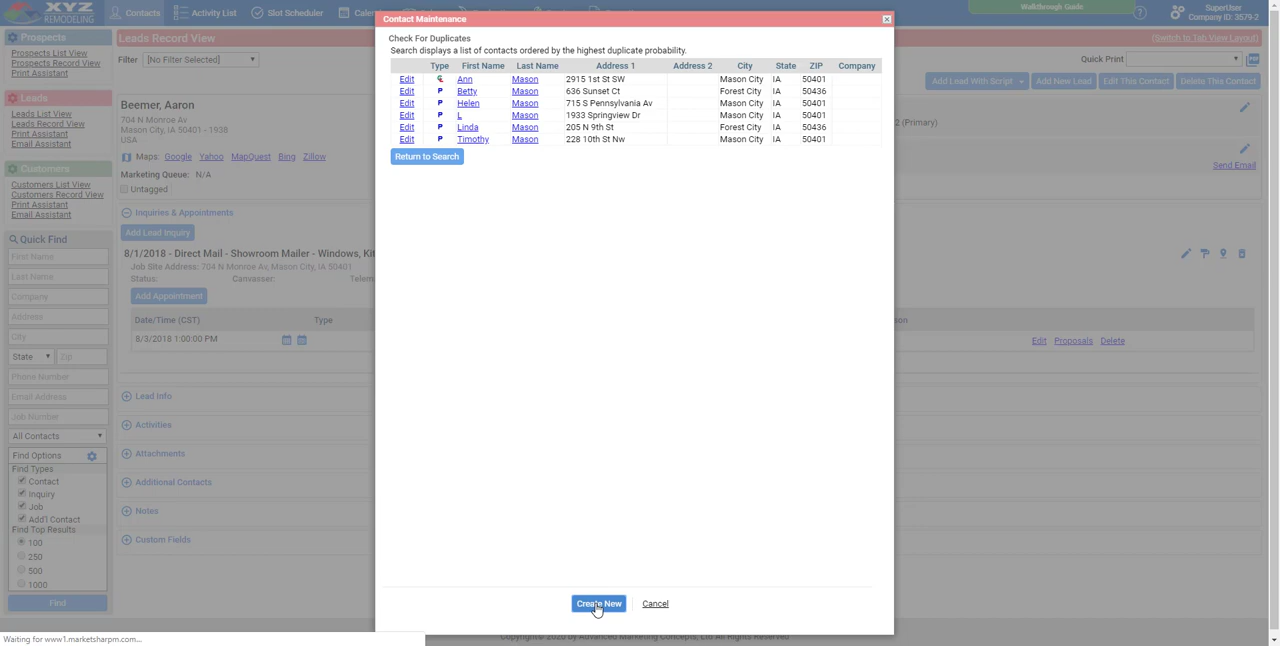 XYZ
REMODELING
Contacts
Activity List
Slot Scheduler
Walkthrough Guide
SuperUser
Company ID: 3579-2
Prospects
Prospects List View
Prospects Record View
Print Assistant
Leads
Leads List View
Leads Record View
Print Assistant
Email Assistant
Customers
Customers List View
Customers Record View
Print Assistant
Email Assistant
Quick Find
First Name
Last Name
Company
Address
City
State
Zip
Phone Number
Email Address
Job Number
All Contacts
Find Options
Find Types
Contact
Inquiry
Job
Add'l Contact
Find Top Results
100
250
500
1000
Find
Leads Record View
(Switch to Tab View Layout)
Filter [No Filter Selected]
Quick Print
Add Lead With Script
Add New Lead
Edit This Contact
Delete This Contact
Beemer, Aaron
704 N Monroe Av
Mason City, IA 50401 - 1938
USA
Maps: Google Yahoo MapQuest Bing Zillow
Marketing Queue: N/A
Untagged
2 (Primary)
Send Email
Inquiries & Appointments
Add Lead Inquiry
8/1/2018 - Direct Mail - Showroom Mailer - Windows, Kit
Job Site Address: 704 N Monroe Av, Mason City, IA 50401
Status: Canvasser: Telem
Add Appointment
Date/Time (CST) Type
8/3/2018 1:00:00 PM
Edit Proposals Delete
Lead Info
Activities
Attachments
Additional Contacts
Notes
Custom Fields
Contact Maintenance
Check For Duplicates
Search displays a list of contacts ordered by the highest duplicate probability.
Type First Name Last Name Address 1 Address 2 City State ZIP Company
Edit Ann Mason 2915 1st St SW Mason City IA 50401
Edit P Betty Mason 636 Sunset Ct Forest City IA 50436
Edit P Helen Mason 715 S Pennsylvania Av Mason City IA 50401
Edit P L Mason 1933 Springview Dr Mason City IA 50401
Edit P Linda Mason 205 N 9th St Forest City IA 50436
Edit P Timothy Mason 228 10th St Nw Mason City IA 50401
Return to Search
Create New
Cancel
Copyright© 2020 by Advanced Marketing Concepts, Ltd All Rights Reserved
Waiting for www1.marketsharpm.com...